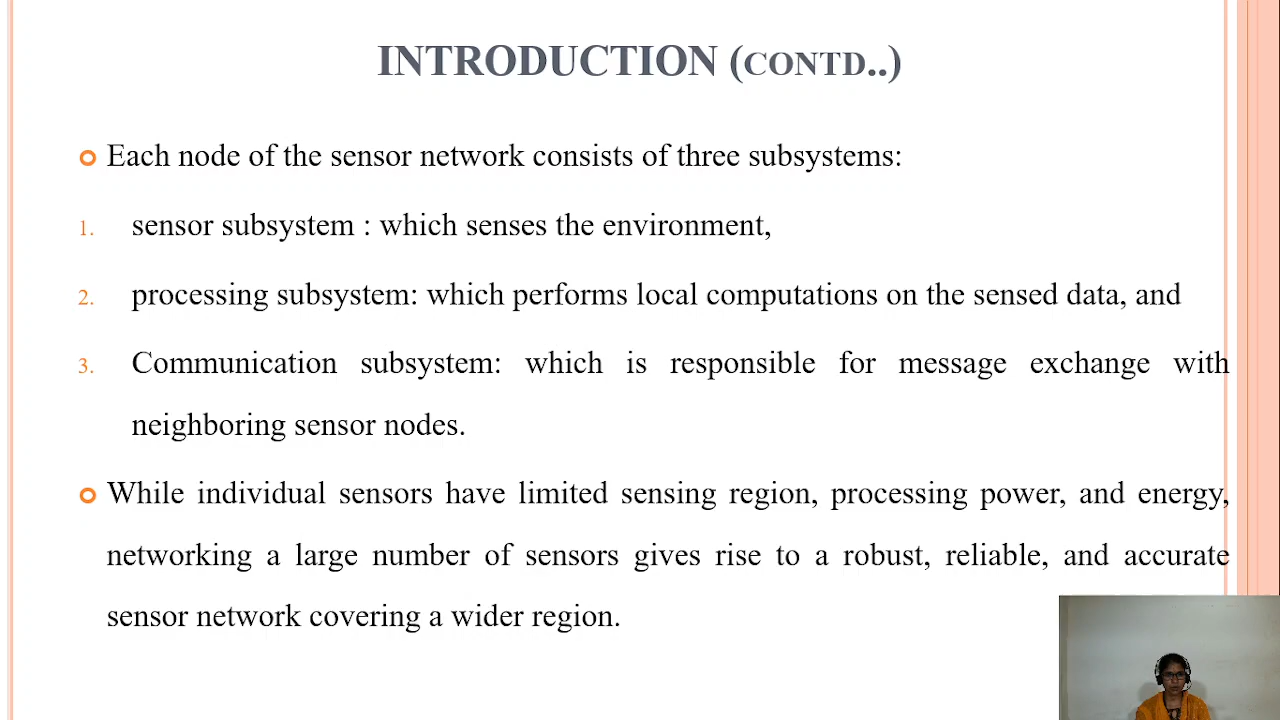 INTRODUCTION (CONTD..)
Each node of the sensor network consists of three subsystems:
1. sensor subsystem : which senses the environment,
2. processing subsystem: which performs local computations on the sensed data, and
3. Communication subsystem: which is responsible for message exchange with
neighboring sensor nodes.
While individual sensors have limited sensing region, processing power, and energy,
networking a large number of sensors gives rise to a robust, reliable, and accurate
sensor network covering a wider region.